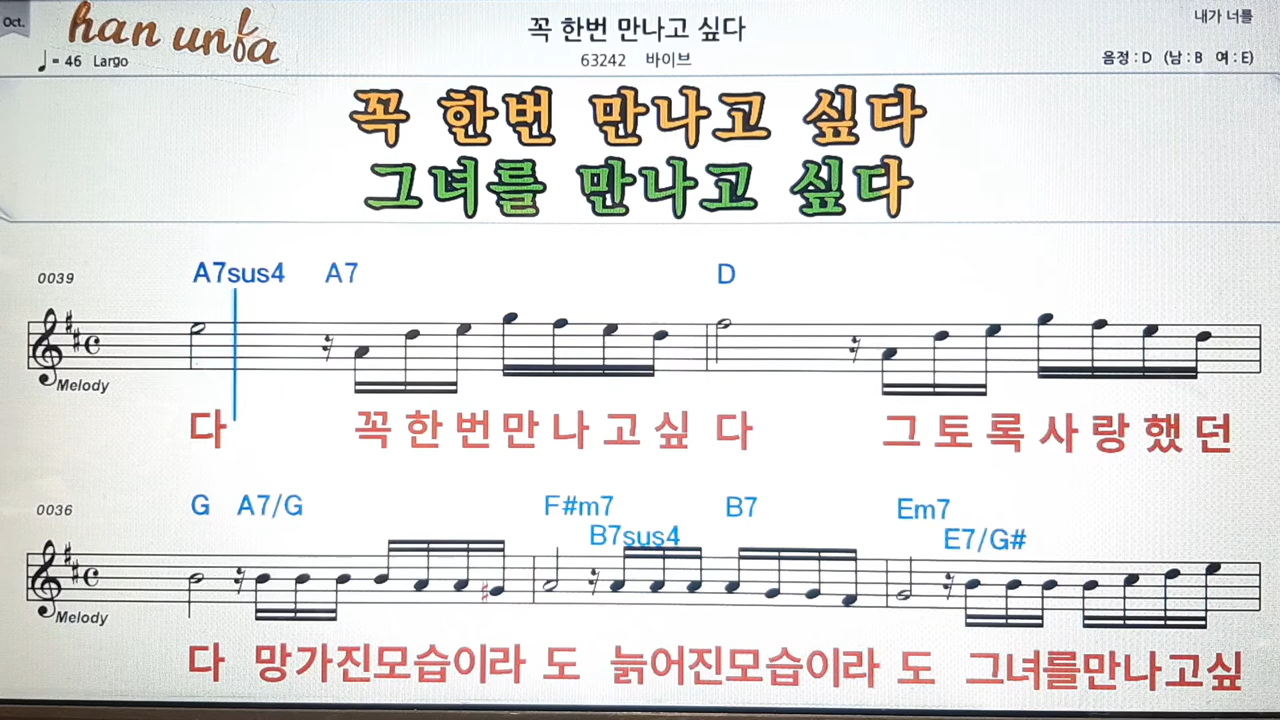 Oct.
han unfa
꼭 한번 만나고 싶다
내가 너를
♩= 46 Largo
63242 바이브
음정 : D (남 : B 여 : E)
꼭 한번 만나고 싶다
그녀를 만나고 싶다
0039
A7sus4 A7 D
Melody
다 꼭 한 번 만 나 고 싶 다 그 토 록 사 랑 했 던
0036
G A7/G F#m7 B7sus4 B7 Em7 E7/G#
Melody
다 망가진모습이라 도 늙어진모습이라 도 그녀를만나고싶